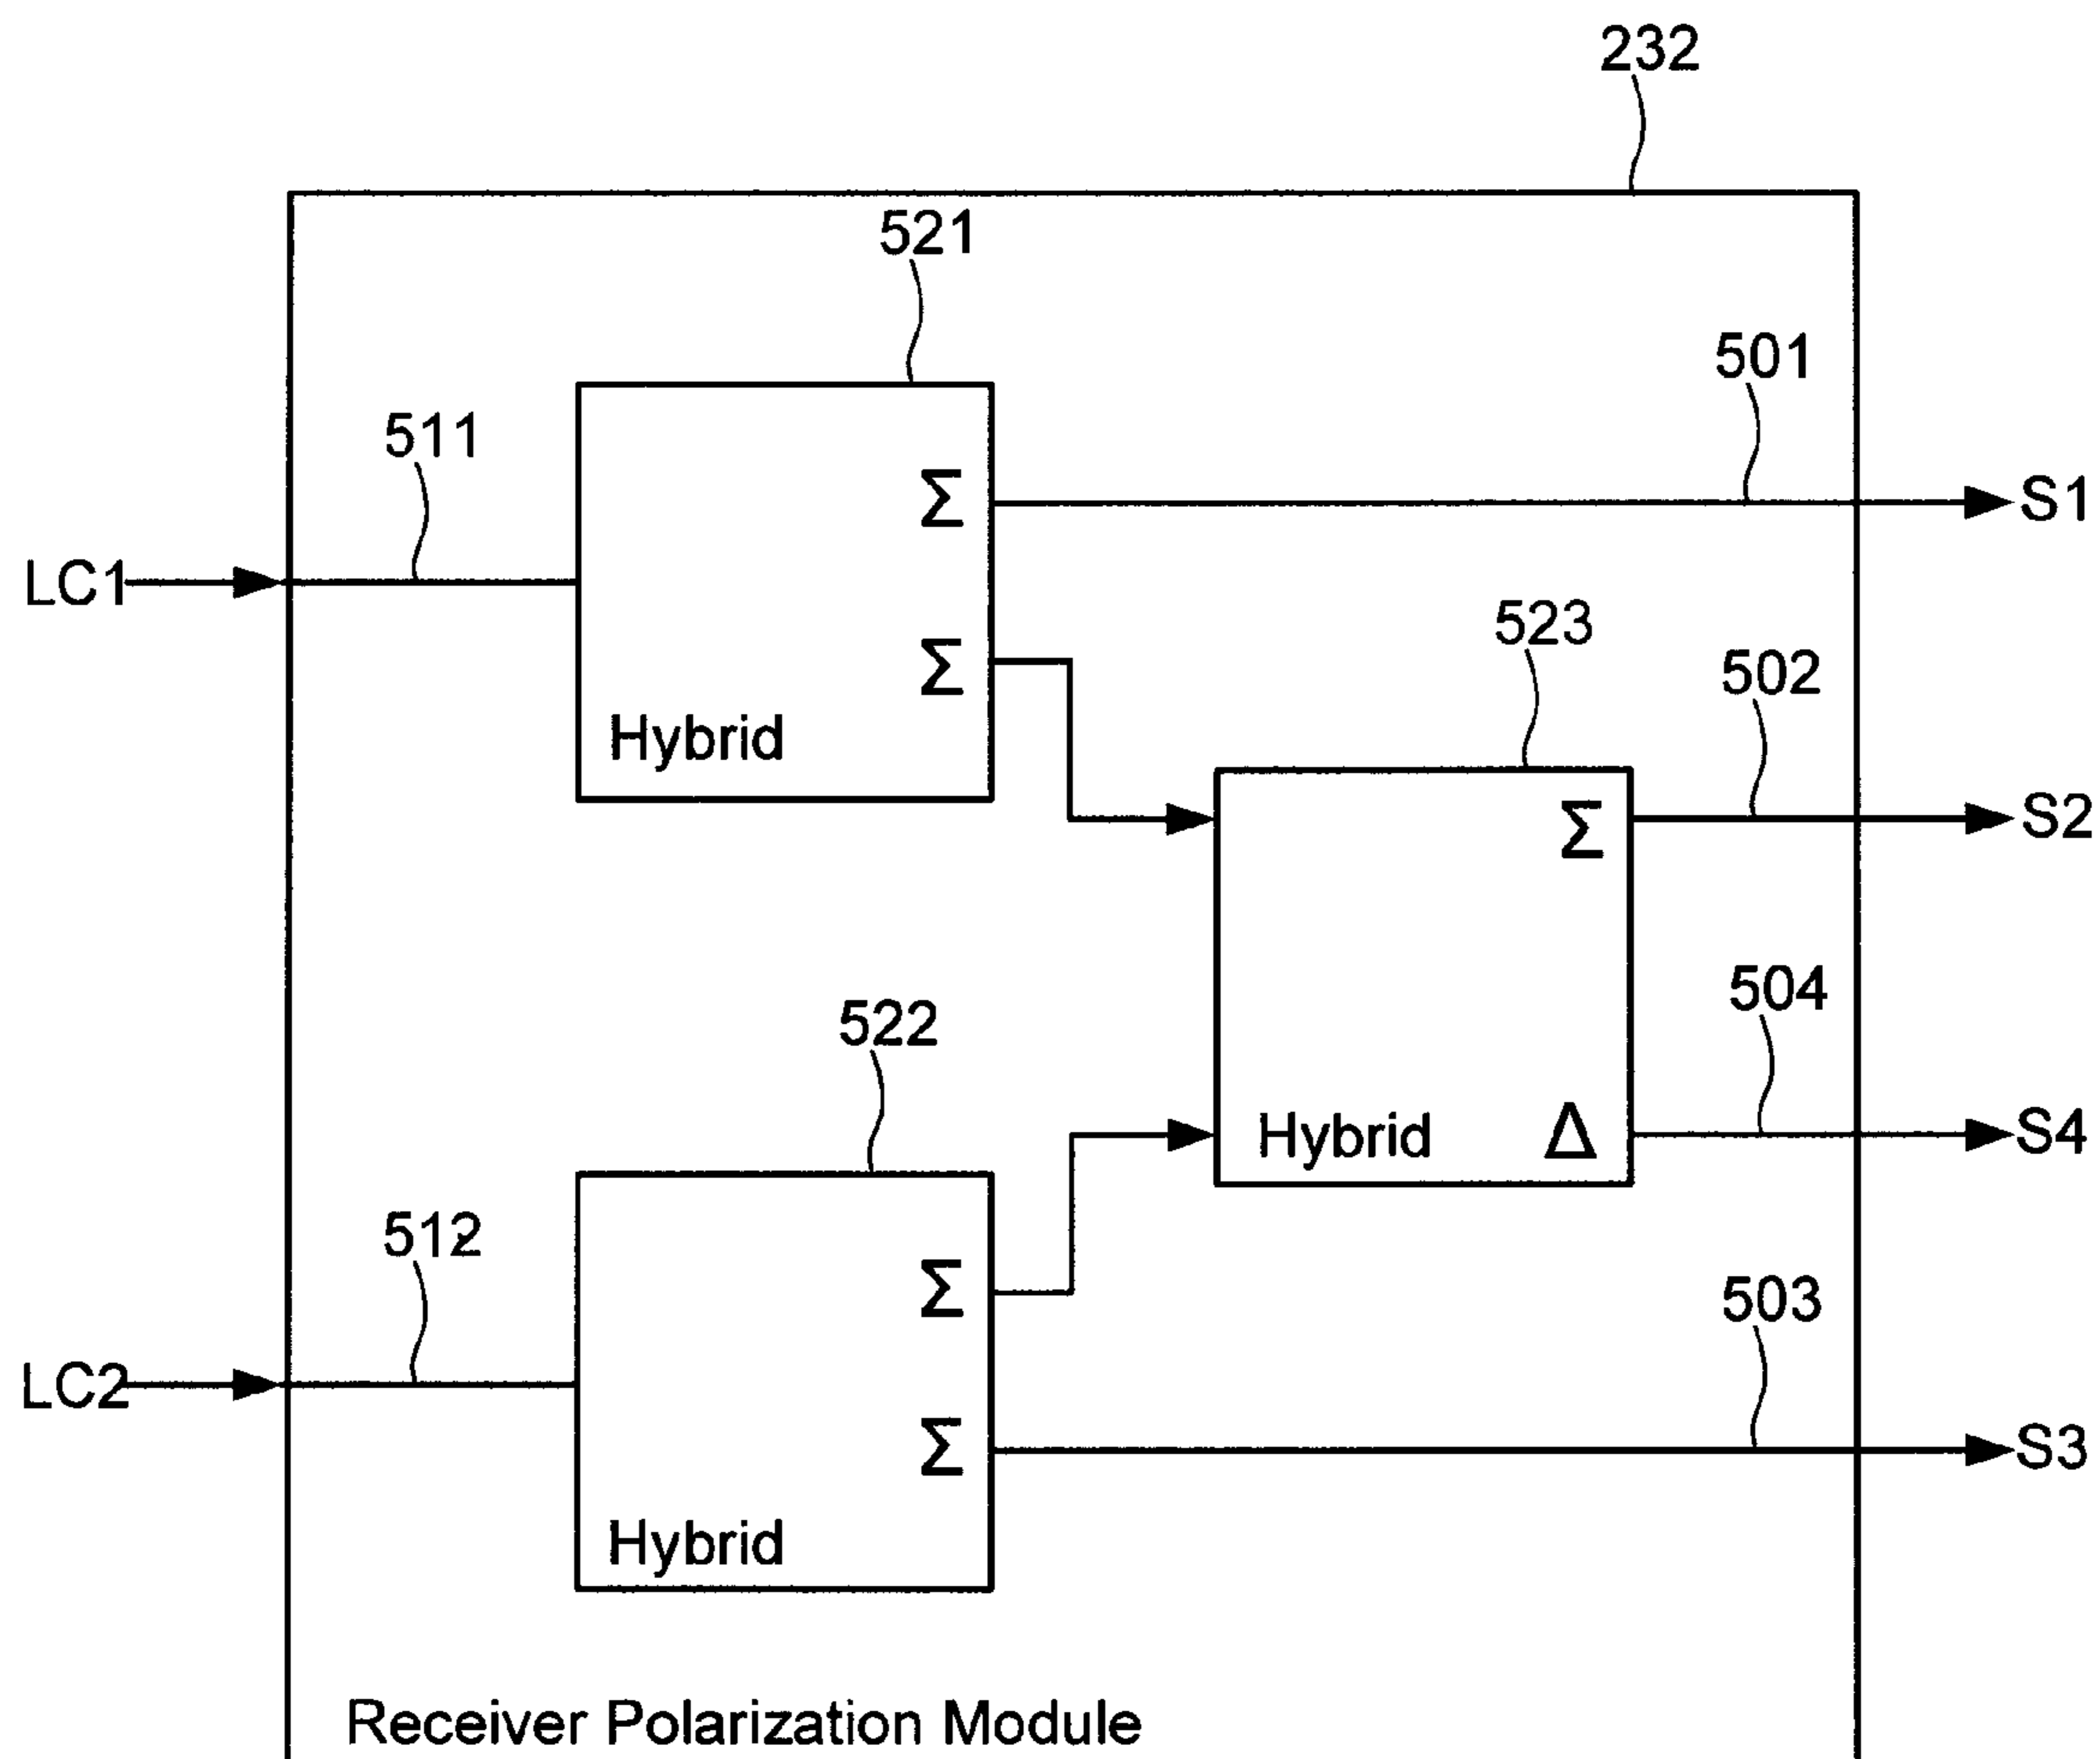 232
521
501
511
Σ
S1
LC1
523
Σ
502
Hybrid
Σ
S2
522
504
Hybrid
Δ
S4
512
Σ
503
LC2
Σ
S3
Hybrid
Receiver Polarization Module